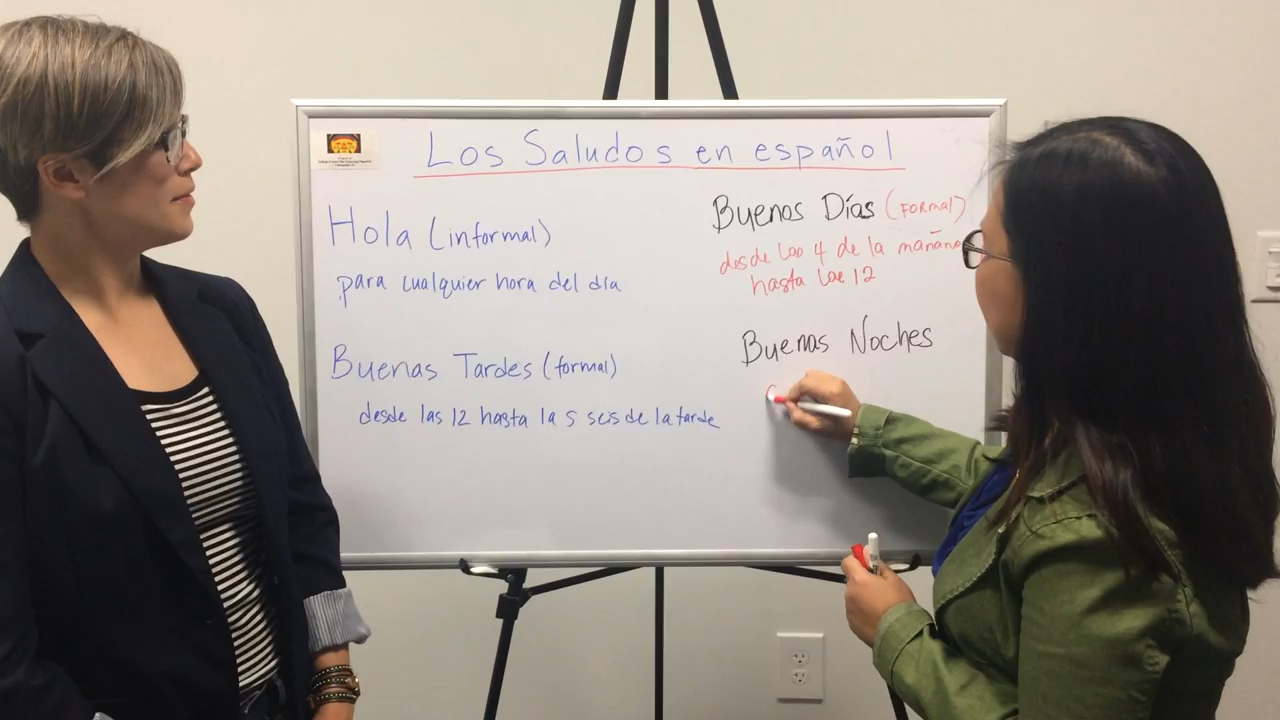 Los Saludos en español
Hola (informal)
para cualquier hora del día
Buenas Tardes (formal)
desde las 12 hasta la 5 seis de la tarde
Buenos Días (FORMAL)
desde las 4 de la mañana
hasta las 12
Buenas Noches